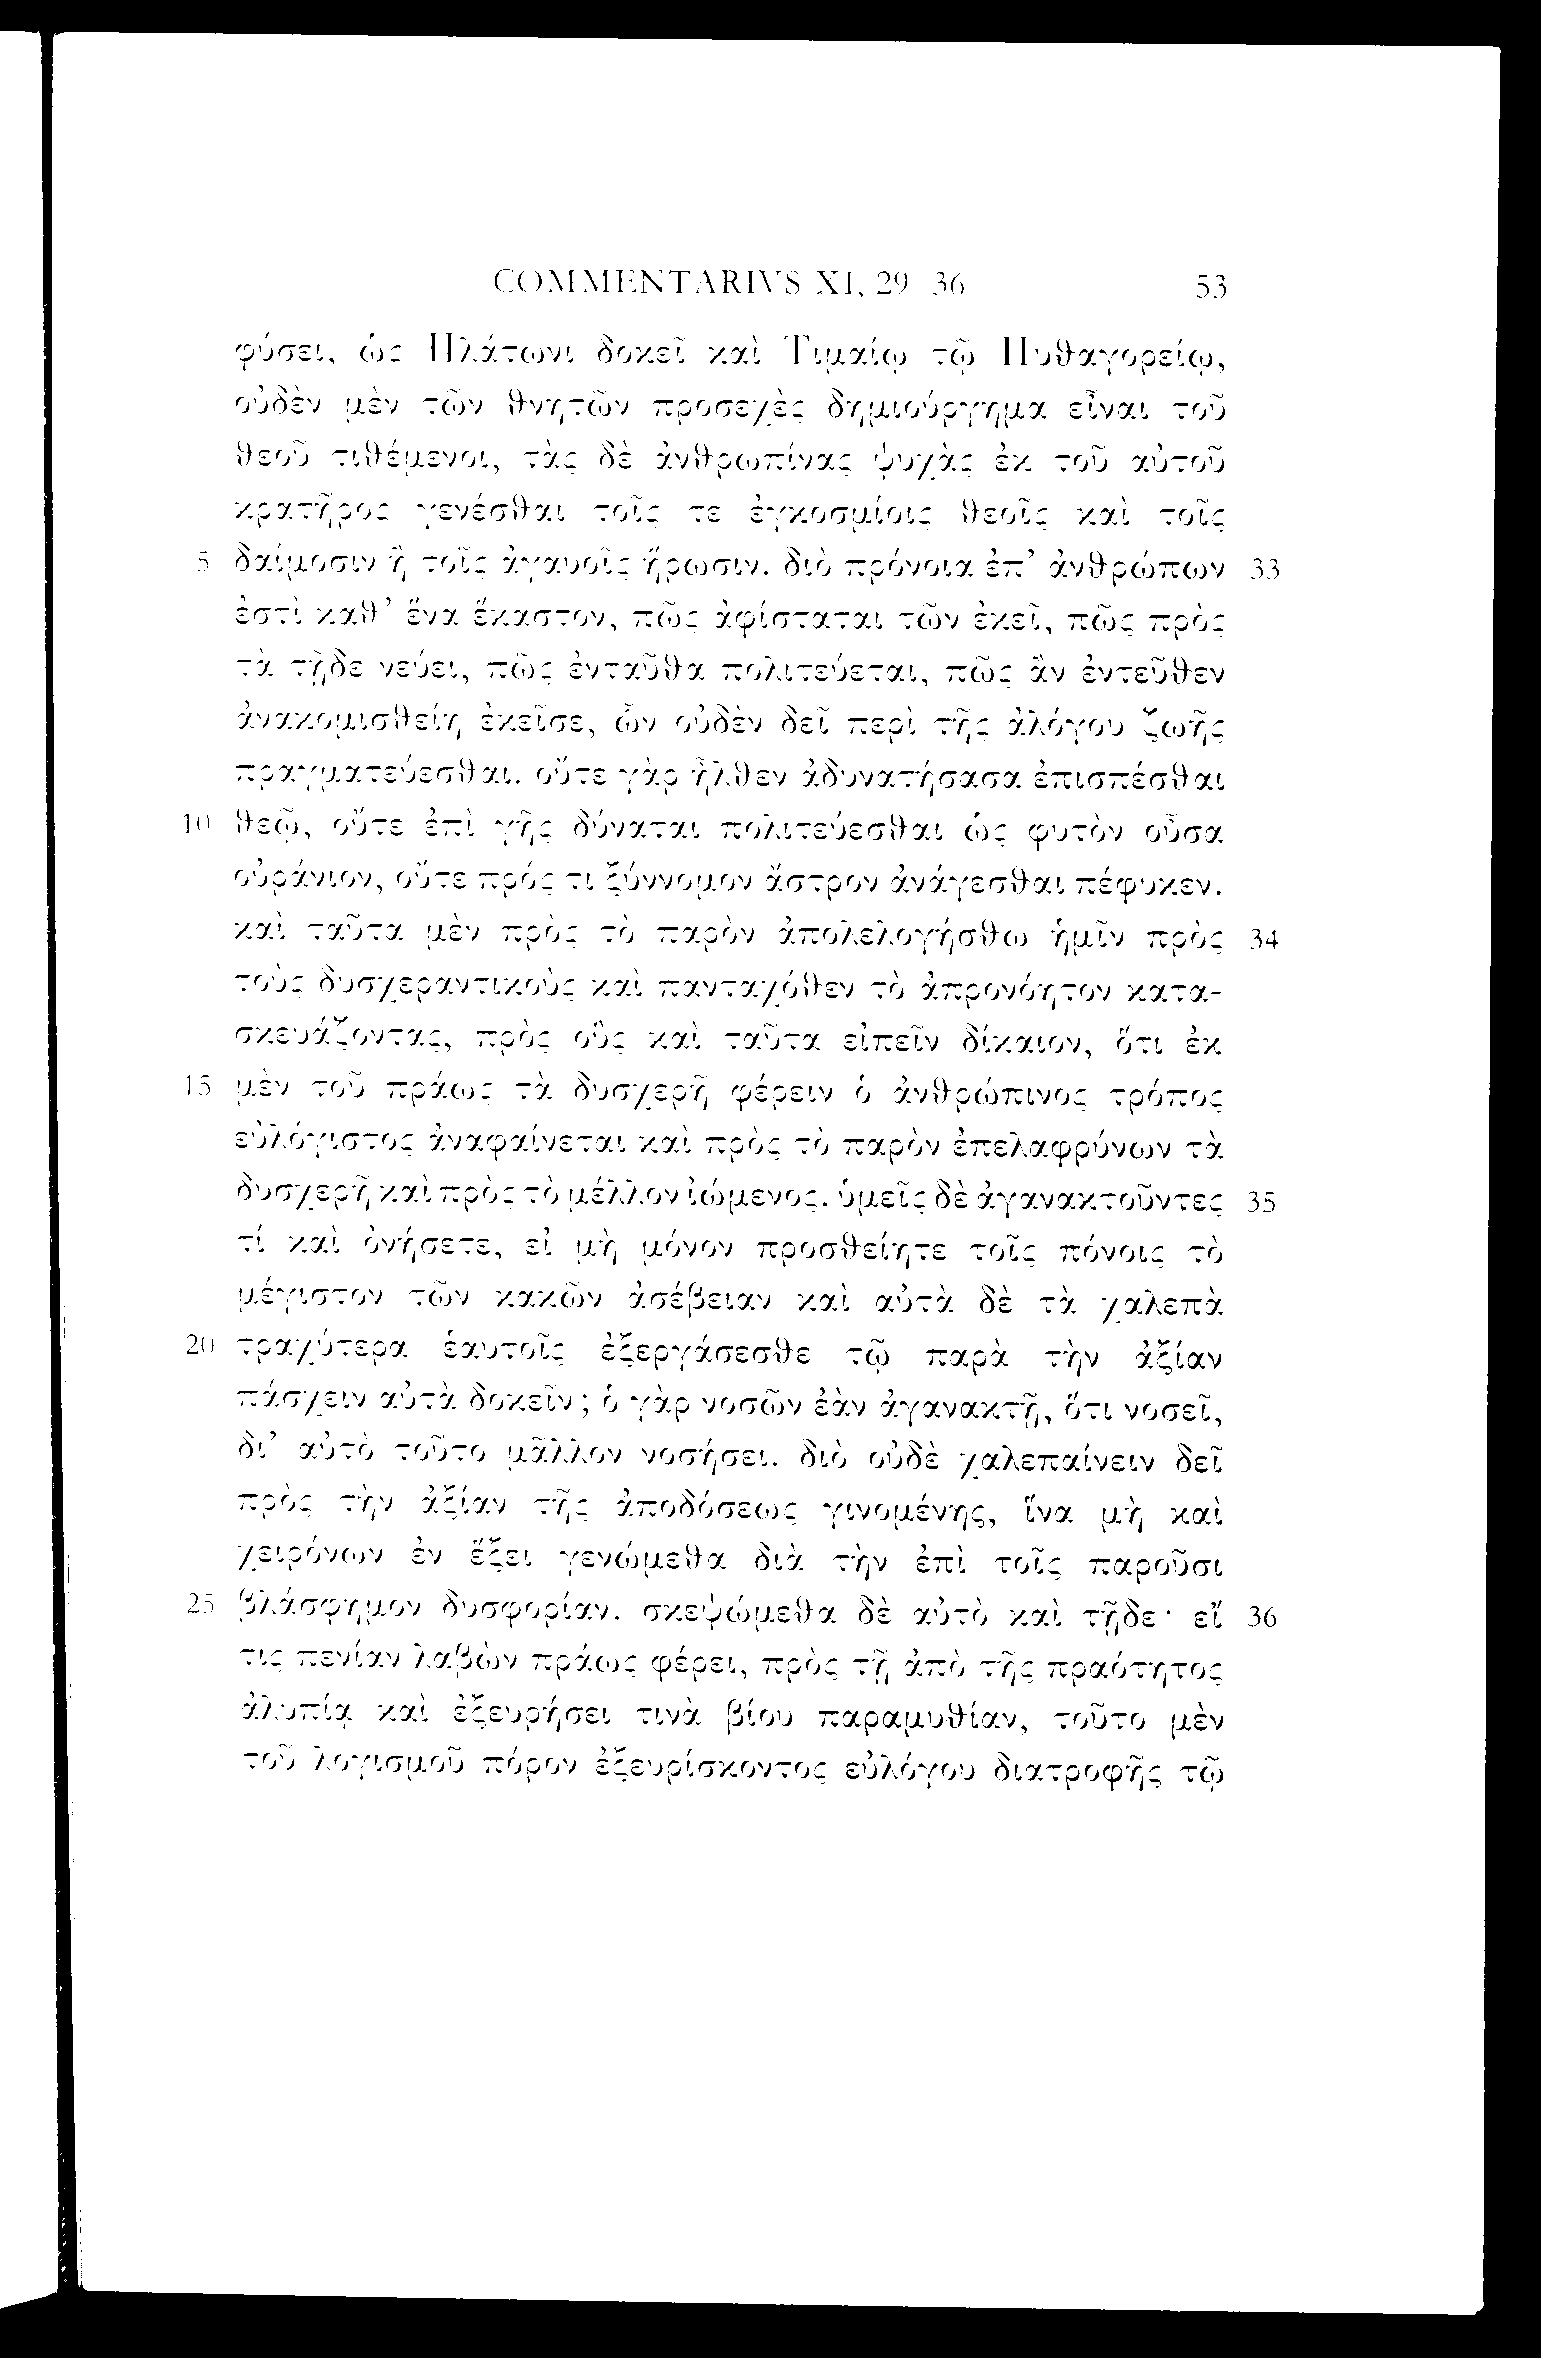 COMMENTARIVS XI, 29–36 53
φύσει, ὡς Πλάτωνι δοκεῖ καὶ Τιμαίῳ τῷ Πυθαγορείῳ,
οὐδὲν μὲν τῶν θνητῶν προσεχὲς δημιούργημα εἶναι τοῦ
θεοῦ τιθέμενοι, τὰς δὲ ἀνθρωπίνας ψυχὰς ἐκ τοῦ αὐτοῦ
κρατῆρος γενέσθαι τοῖς τε ἐγκοσμίοις θεοῖς καὶ τοῖς
5 δαίμοσιν ἢ τοῖς ἀγαυοῖς ἥρωσιν. διὸ πρόνοια ἐπ’ ἀνθρώπων 33
ἐστὶ καθ’ ἕνα ἕκαστον, πῶς ἀφίσταται τῶν ἐκεῖ, πῶς πρὸς
τὰ τῇδε νεύει, πῶς ἐνταῦθα πολιτεύεται, πῶς ἂν ἐντεῦθεν
ἀνακομισθείη ἐκεῖσε, ὧν οὐδὲν δεῖ περὶ τῆς ἀλόγου ζωῆς
πραγματεύεσθαι. οὔτε γὰρ ἦλθεν ἀδυνατήσασα ἐπισπέσθαι
10 θεῷ, οὔτε ἐπὶ γῆς δύναται πολιτεύεσθαι ὡς φυτὸν οὖσα
οὐράνιον, οὔτε πρός τι ξύννομον ἄστρον ἀνάγεσθαι πέφυκεν.
καὶ ταῦτα μὲν πρὸς τὸ παρὸν ἀπολελογήσθω ἡμῖν πρὸς 34
τοὺς δυσχεραντικοὺς καὶ πανταχόθεν τὸ ἀπρονόητον κατα-
σκευάζοντας, πρὸς οὓς καὶ ταῦτα εἰπεῖν δίκαιον, ὅτι ἐκ
15 μὲν τοῦ πράως τὰ δυσχερῆ φέρειν ὁ ἀνθρώπινος τρόπος
εὐλόγιστος ἀναφαίνεται καὶ πρὸς τὸ παρὸν ἐπελαφρύνων τὰ
δυσχερῆ καὶ πρὸς τὸ μέλλον ἰώμενος. ὑμεῖς δὲ ἀγανακτοῦντες 35
τί καὶ ὀνήσετε, εἰ μὴ μόνον προσθείητε τοῖς πόνοις τὸ
μέγιστον τῶν κακῶν ἀσέβειαν καὶ αὐτὰ δὲ τὰ χαλεπὰ
20 τραχύτερα ἑαυτοῖς ἐξεργάσεσθε τῷ παρὰ τὴν ἀξίαν
πάσχειν αὐτὰ δοκεῖν; ὁ γὰρ νοσῶν ἐὰν ἀγανακτῇ, ὅτι νοσεῖ,
δι’ αὐτὸ τοῦτο μᾶλλον νοσήσει. διὸ οὐδὲ χαλεπαίνειν δεῖ
πρὸς τὴν ἀξίαν τῆς ἀποδόσεως γινομένης, ἵνα μὴ καὶ
χειρόνων ἐν ἕξει γενώμεθα διὰ τὴν ἐπὶ τοῖς παροῦσι
25 βλάσφημον δυσφορίαν. σκεψώμεθα δὲ αὐτὸ καὶ τῇδε· εἴ 36
τις πενίαν λαβὼν πράως φέρει, πρὸς τῇ ἀπὸ τῆς πραότητος
ἀλυπίᾳ καὶ ἐξευρήσει τινὰ βίου παραμυθίαν, τοῦτο μὲν
τοῦ λογισμοῦ πόρον ἐξευρίσκοντος εὐλόγου διατροφῆς τῷ